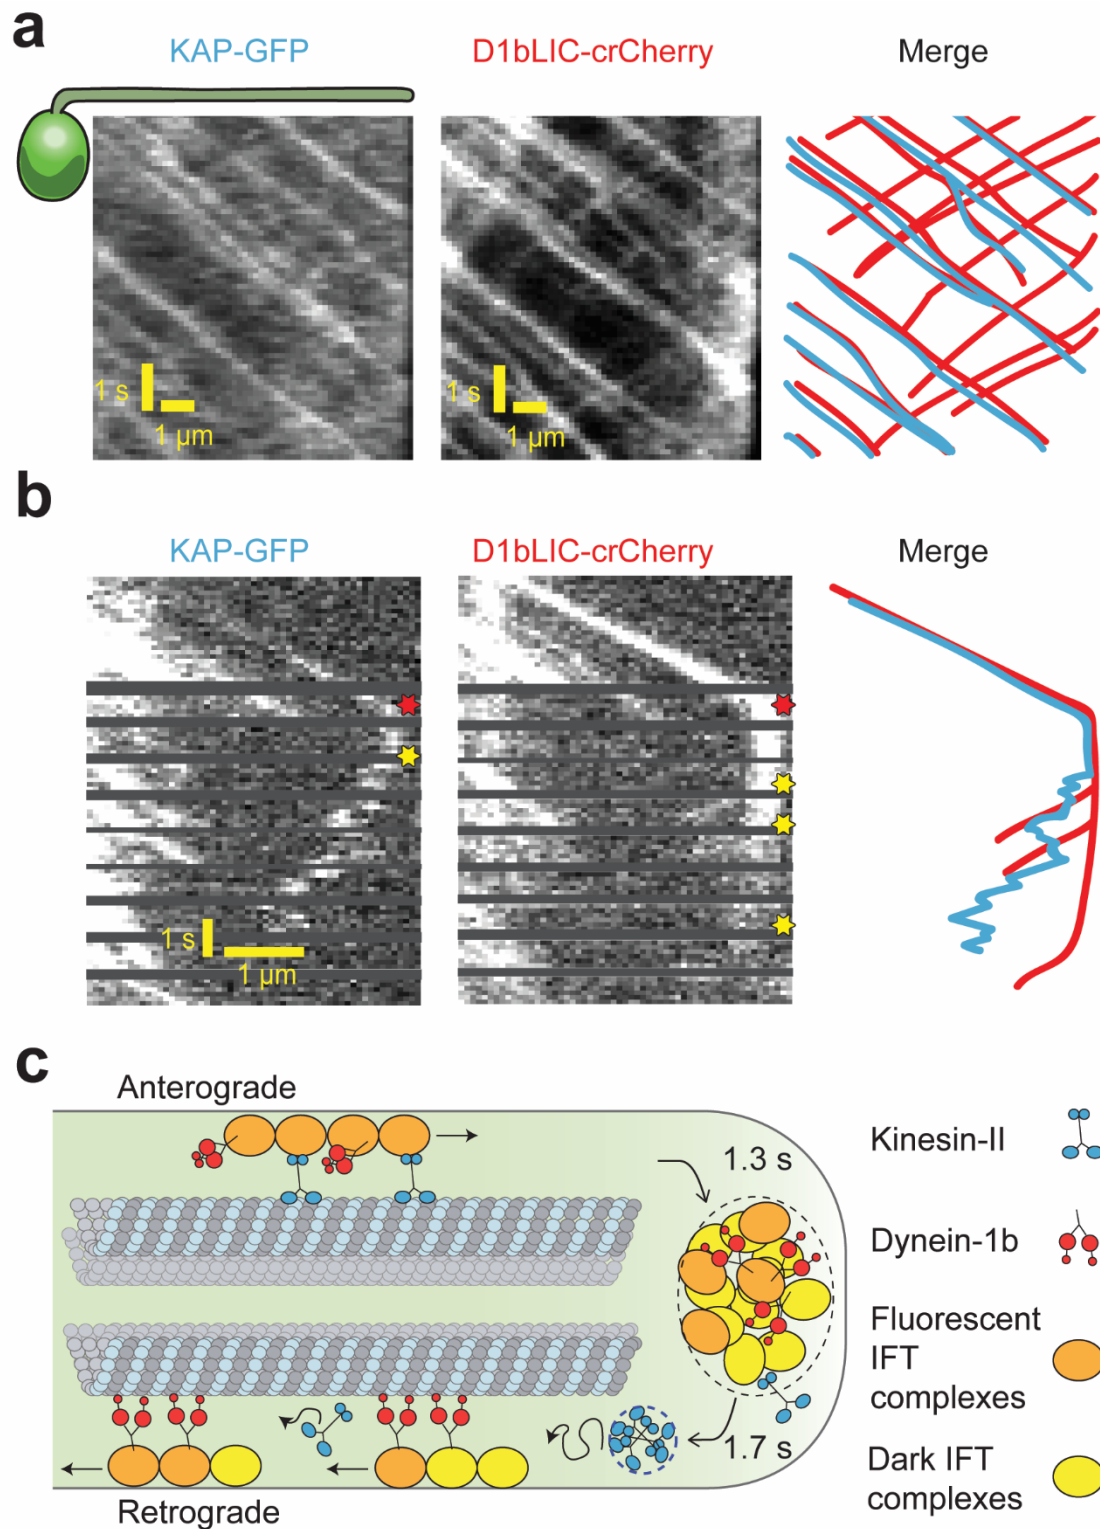 a
KAP-GFP
D1bLIC-crCherry
Merge
1 s
1 µm
1 s
1 µm
b
KAP-GFP
D1bLIC-crCherry
Merge
1 s
1 µm
c
Anterograde
1.3 s
1.7 s
Retrograde
Kinesin-II
Dynein-1b
Fluorescent
IFT
complexes
Dark IFT
complexes